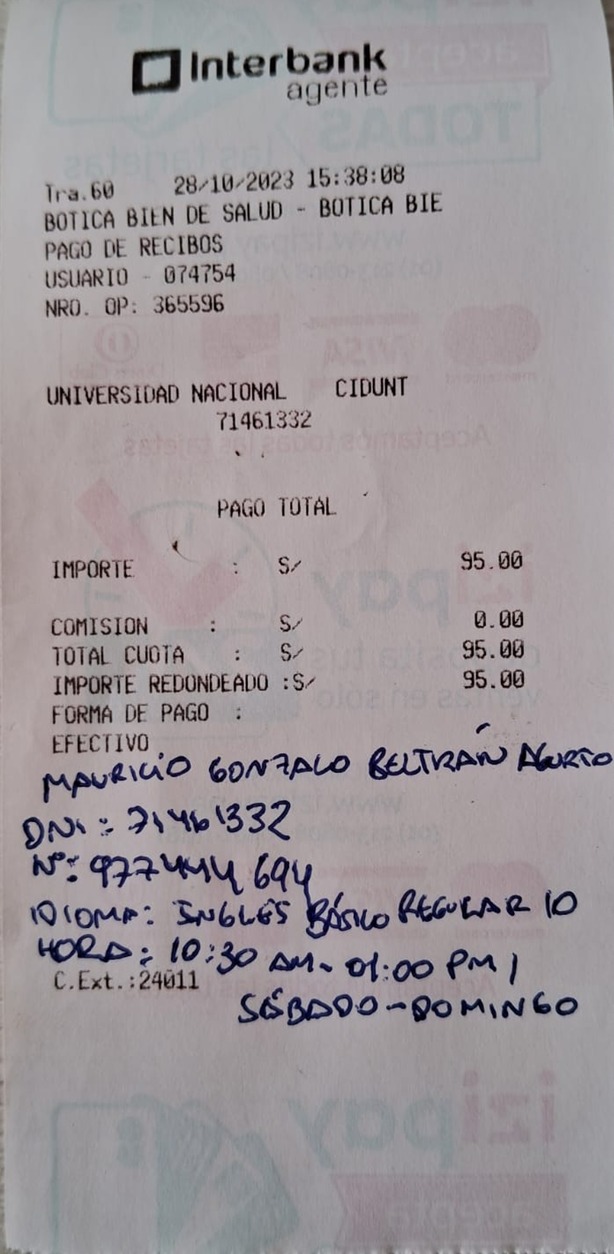 Interbank
agente
Tra.60 28/10/2023 15:38:08
BOTICA BIEN DE SALUD - BOTICA BIE
PAGO DE RECIBOS
USUARIO - 074754
NRO. OP: 365596
UNIVERSIDAD NACIONAL CIDUNT
71461332
PAGO TOTAL
IMPORTE : S/ 95.00
COMISION : S/ 0.00
TOTAL CUOTA : S/ 95.00
IMPORTE REDONDEADO :S/ 95.00
FORMA DE PAGO :
EFECTIVO
MAURICIO GONZALO BELTRÁN AGURTO
DNI: 71461332
N°: 977444694
IDIOMA: INGLÉS BÁSICO REGULAR 10
HORA: 10:30 AM - 01:00 PM /
C.Ext.:24011
SÁBADO - DOMINGO
izipay
acepta